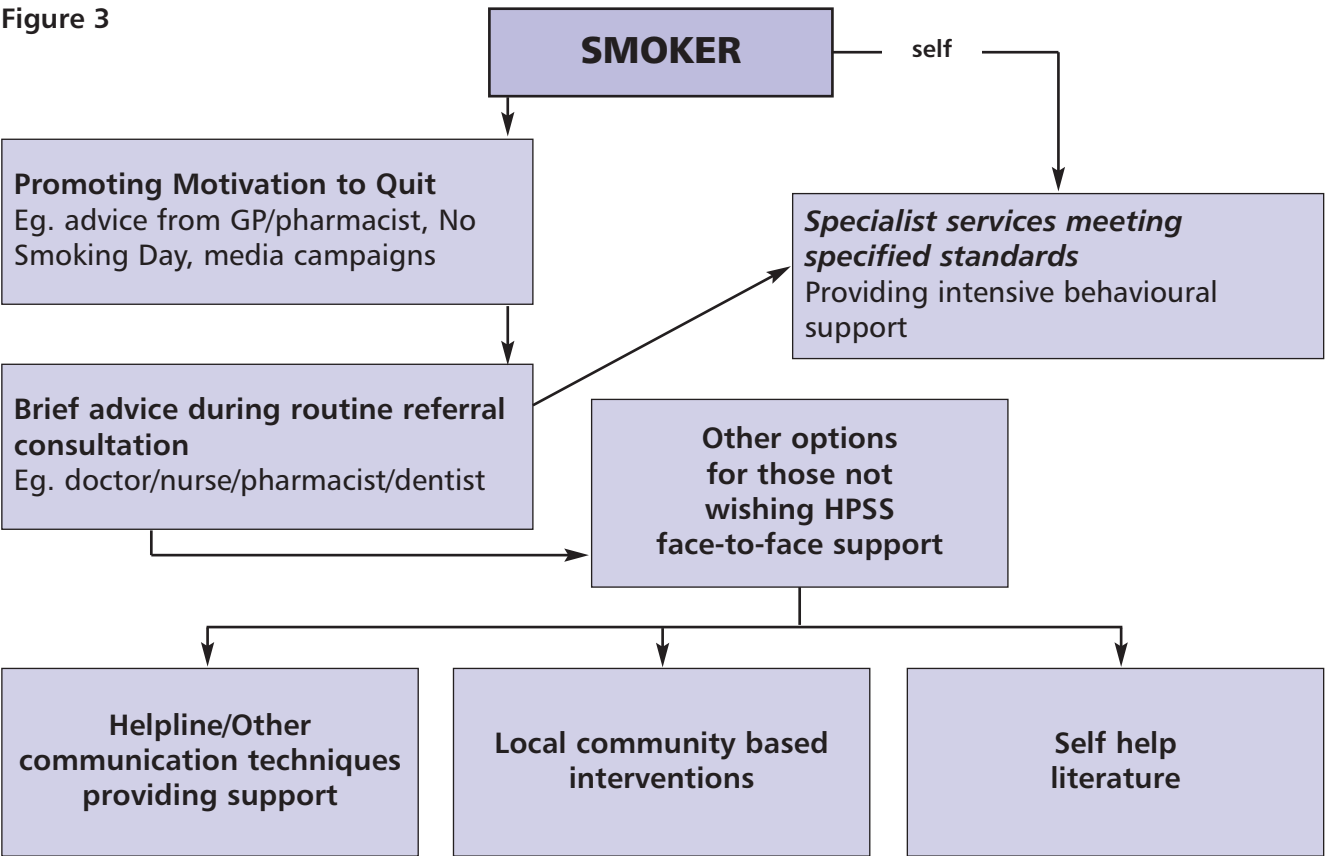 Figure 3
SMOKER
self
Promoting Motivation to Quit
Eg. advice from GP/pharmacist, No
Smoking Day, media campaigns
Specialist services meeting
specified standards
Providing intensive behavioural
support
Brief advice during routine referral
consultation
Eg. doctor/nurse/pharmacist/dentist
Other options
for those not
wishing HPSS
face-to-face support
Helpline/Other
communication techniques
providing support
Local community based
interventions
Self help
literature